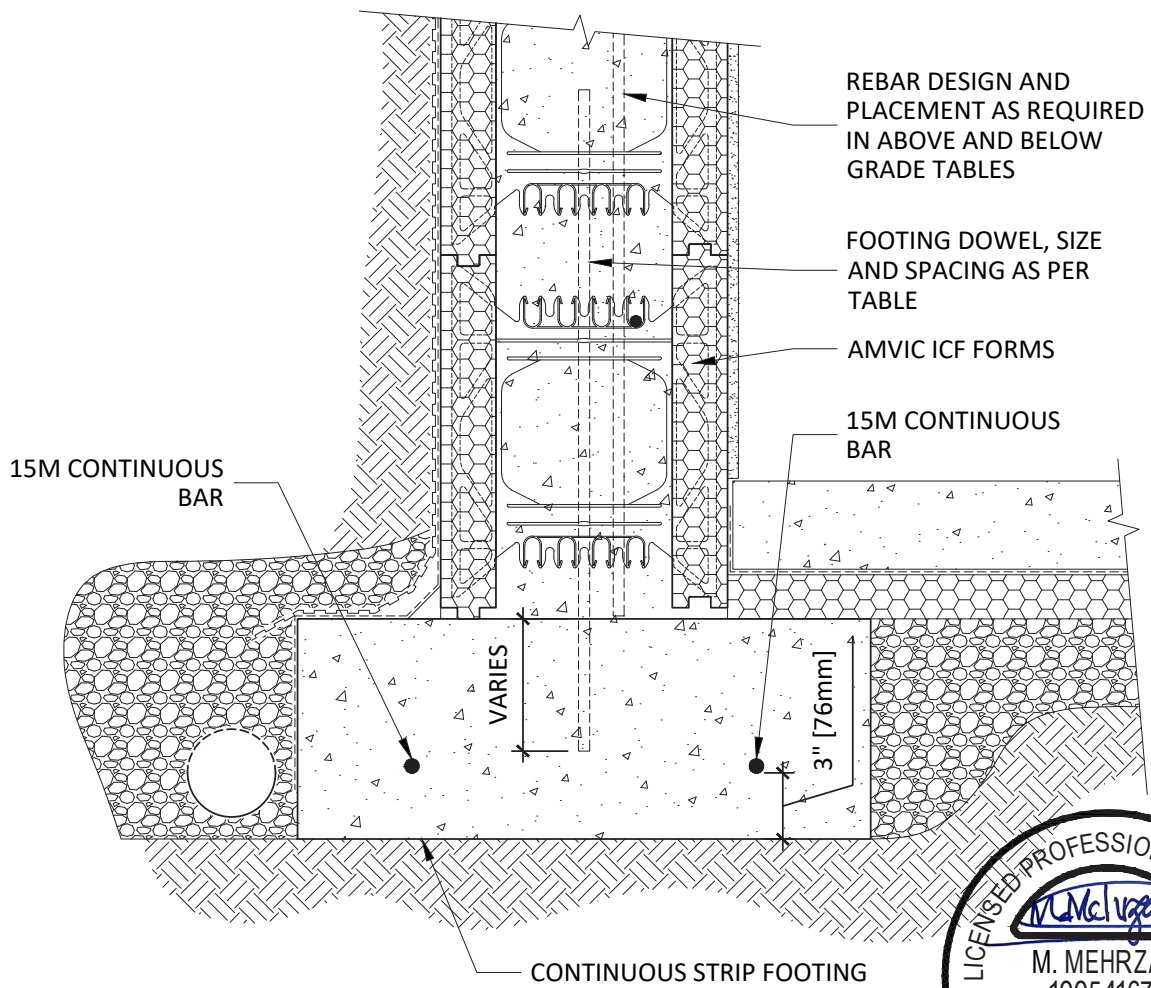 REBAR DESIGN AND
PLACEMENT AS REQUIRED
IN ABOVE AND BELOW
GRADE TABLES
FOOTING DOWEL, SIZE
AND SPACING AS PER
TABLE
AMVIC ICF FORMS
15M CONTINUOUS
BAR
15M CONTINUOUS
BAR
VARIES
3" [76mm]
CONTINUOUS STRIP FOOTING
LICENSED PROFESSION
M. MEHRZA